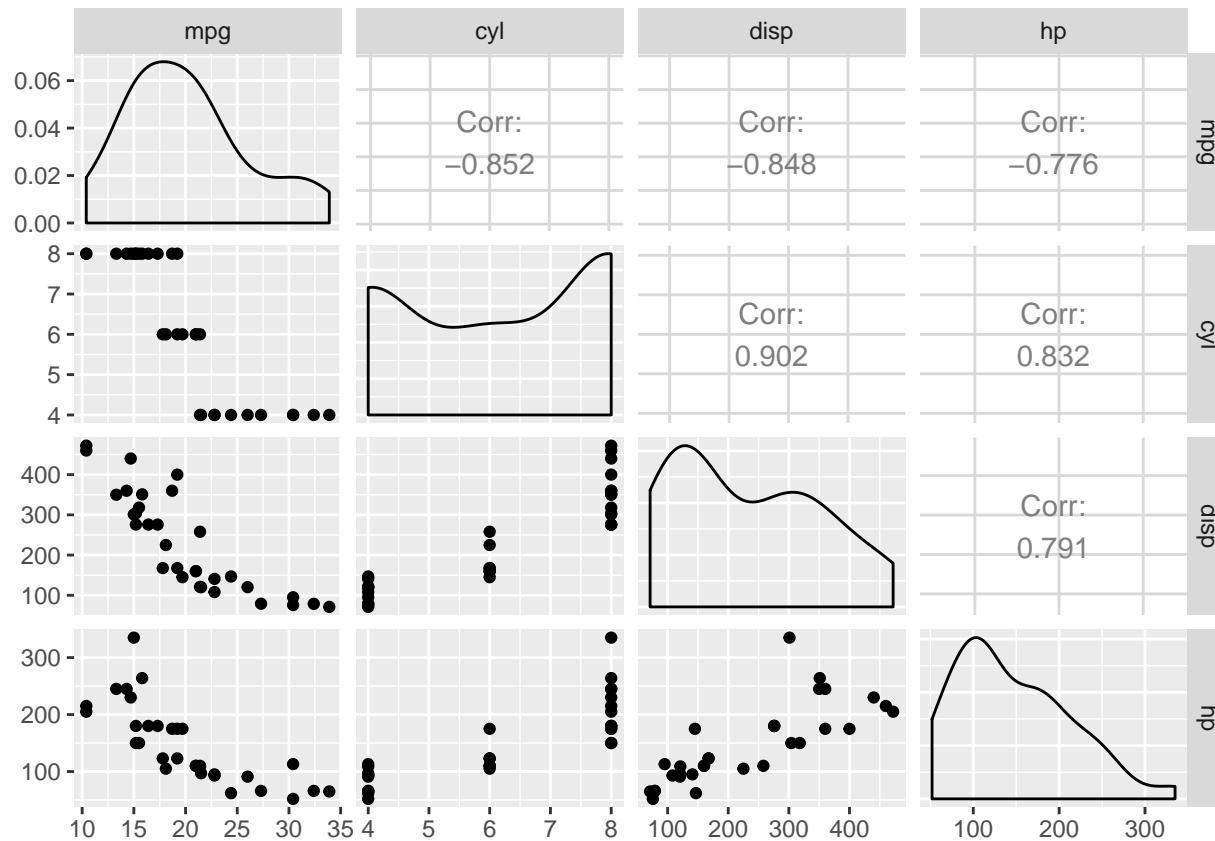 mpg cyl disp hp
0.06
0.04
0.02
0.00
Corr:
−0.852
Corr:
−0.848
Corr:
−0.776
mpg
8
7
6
5
4
Corr:
0.902
Corr:
0.832
cyl
400
300
200
100
Corr:
0.791
disp
300
200
100
hp
10 15 20 25 30 35 4 5 6 7 8 100 200 300 400 100 200 300